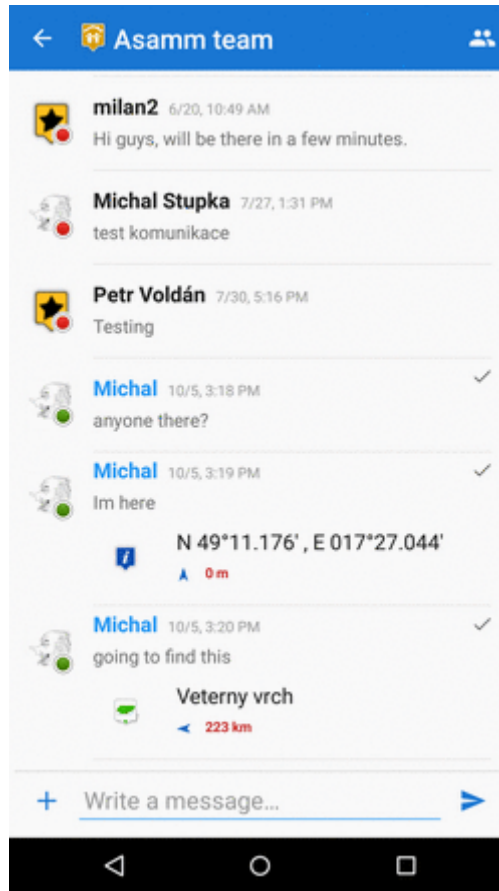 Asamm team
milan2 6/20, 10:49 AM
Hi guys, will be there in a few minutes.
Michal Stupka 7/27, 1:31 PM
test komunikace
Petr Voldán 7/30, 5:16 PM
Testing
Michal 10/5, 3:18 PM
anyone there?
Michal 10/5, 3:19 PM
Im here
N 49°11.176' , E 017°27.044'
0 m
Michal 10/5, 3:20 PM
going to find this
Veterny vrch
223 km
Write a message...